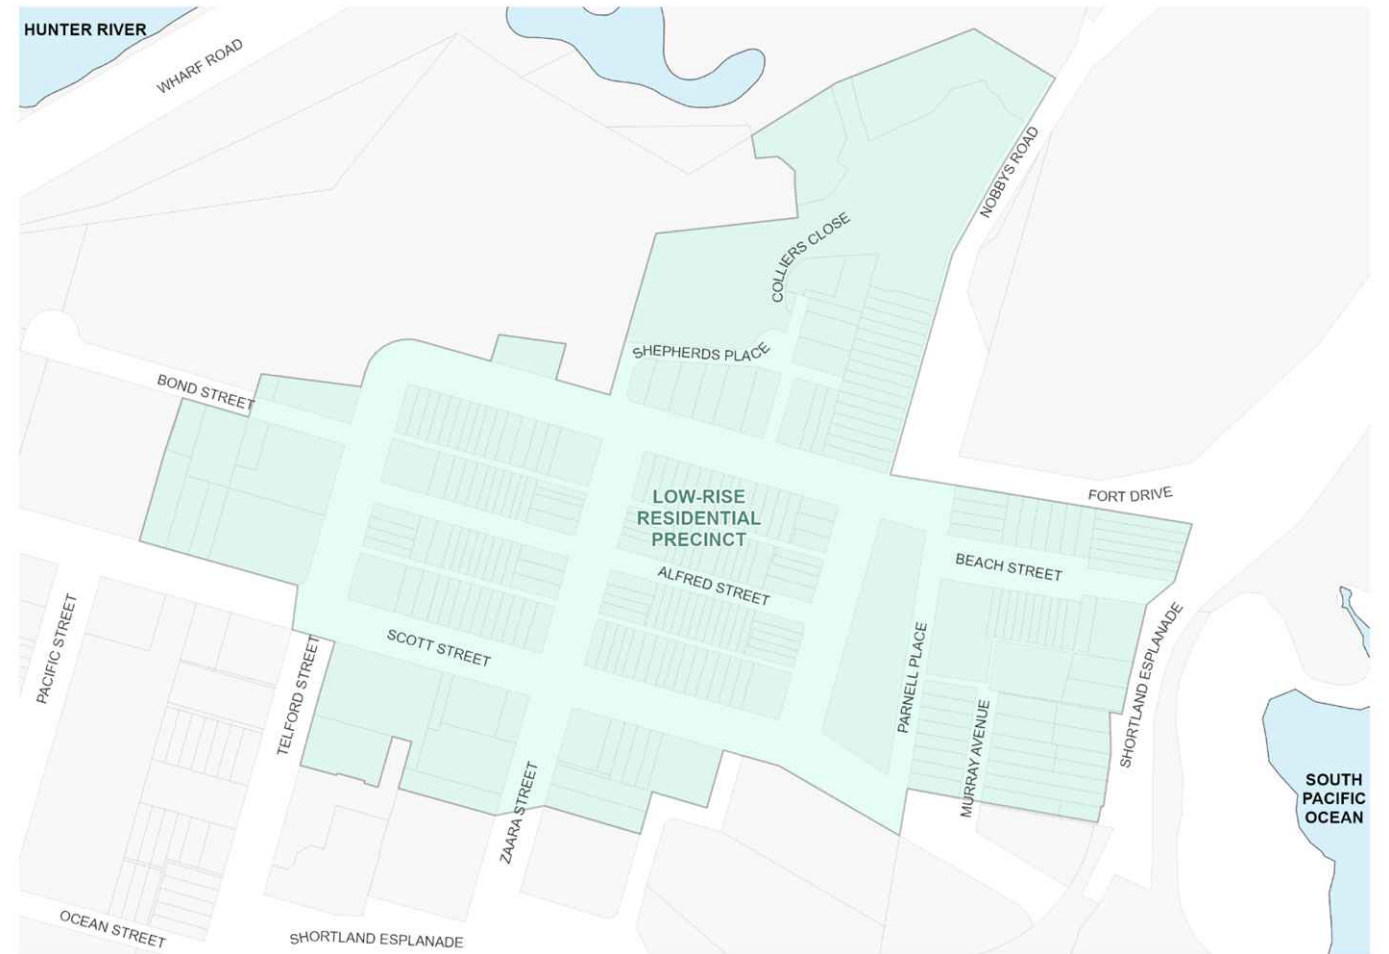 HUNTER RIVER
WHARF ROAD
NOBBYS ROAD
COLLIERS CLOSE
SHEPHERDS PLACE
BOND STREET
LOW-RISE
RESIDENTIAL
PRECINCT
FORT DRIVE
BEACH STREET
ALFRED STREET
PACIFIC STREET
SCOTT STREET
TELFORD STREET
PARNELL PLACE
SHORTLAND ESPLANADE
MURRAY AVENUE
ZAARA STREET
SOUTH
PACIFIC
OCEAN
OCEAN STREET
SHORTLAND ESPLANADE